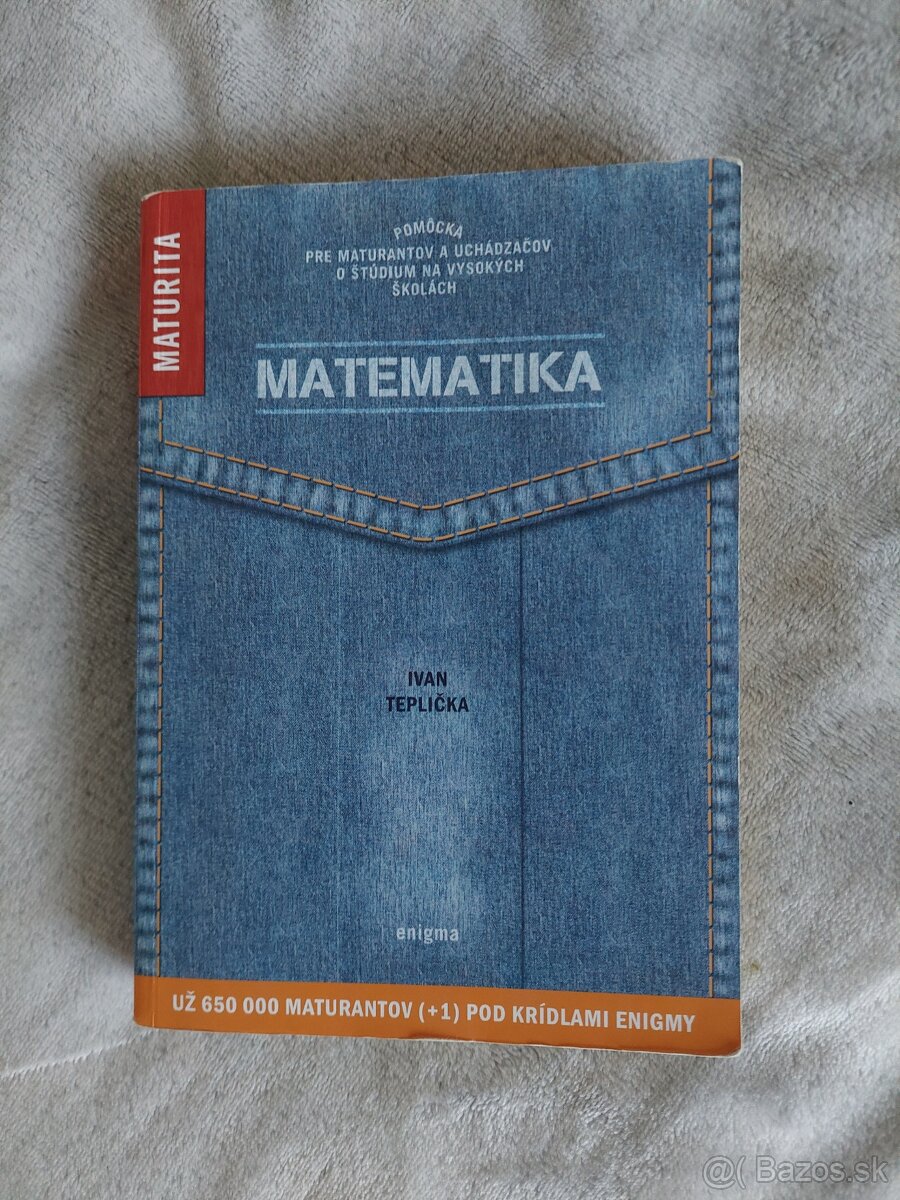 MATURITA
POMÔCKA
PRE MATURANTOV A UCHÁDZAČOV
O ŠTÚDIUM NA VYSOKÝCH
ŠKOLÁCH
MATEMATIKA
IVAN
TEPLIČKA
enigma
UŽ 650 000 MATURANTOV (+1) POD KRÍDLAMI ENIGMY
@( Bazos.sk